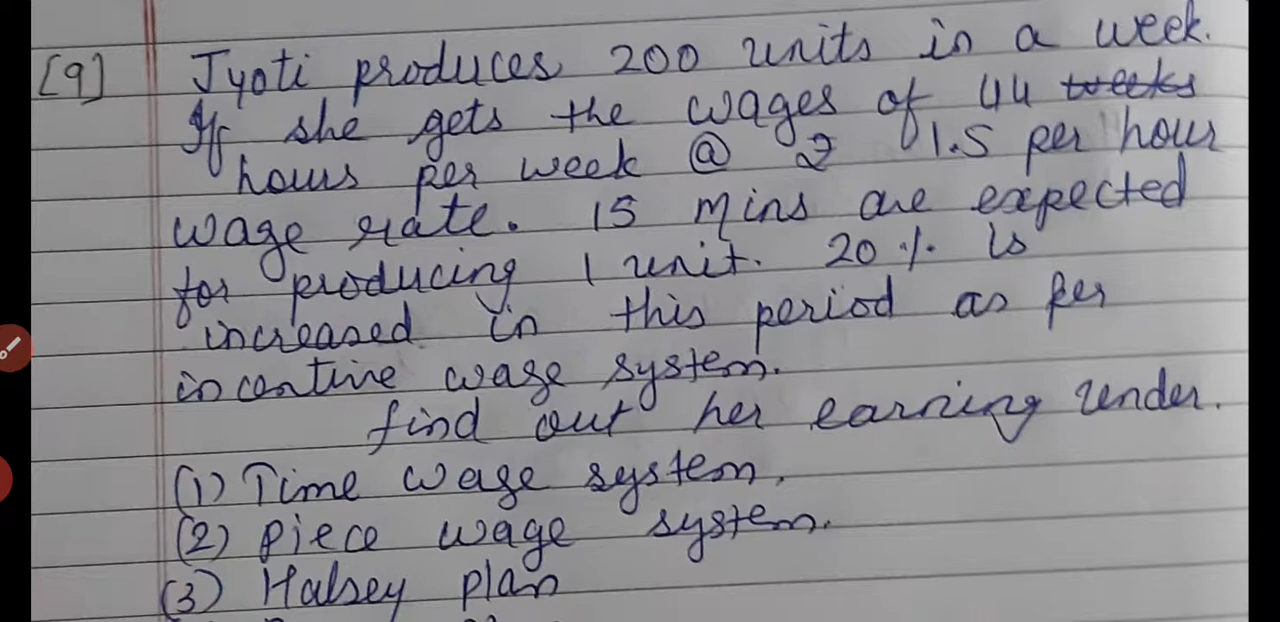 [9] Jyoti produces 200 units in a week.
If she gets the wages of 44 weeks
hours per week @ ₹ 1.5 per hour
wage rate. 15 mins are expected
for producing 1 unit. 20 % is
increased in this period as per
incentive wage system.
find out her earning under.
(1) Time wage system.
(2) piece wage system.
(3) Halsey plan